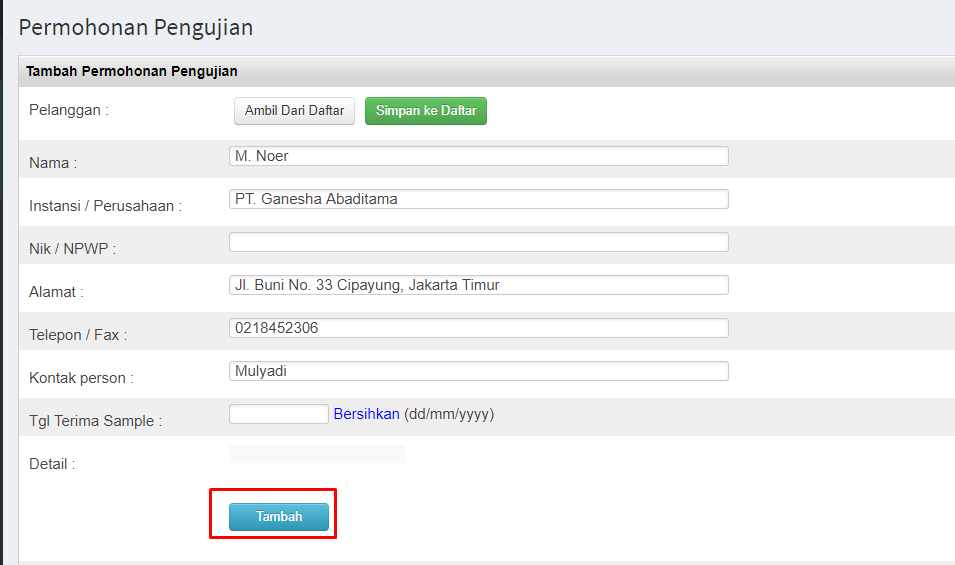 Permohonan Pengujian
Tambah Permohonan Pengujian
Pelanggan : Ambil Dari Daftar Simpan ke Daftar
Nama : M. Noer
Instansi / Perusahaan : PT. Ganesha Abaditama
Nik / NPWP :
Alamat : Jl. Buni No. 33 Cipayung, Jakarta Timur
Telepon / Fax : 0218452306
Kontak person : Mulyadi
Tgl Terima Sample : Bersihkan (dd/mm/yyyy)
Detail :
Tambah